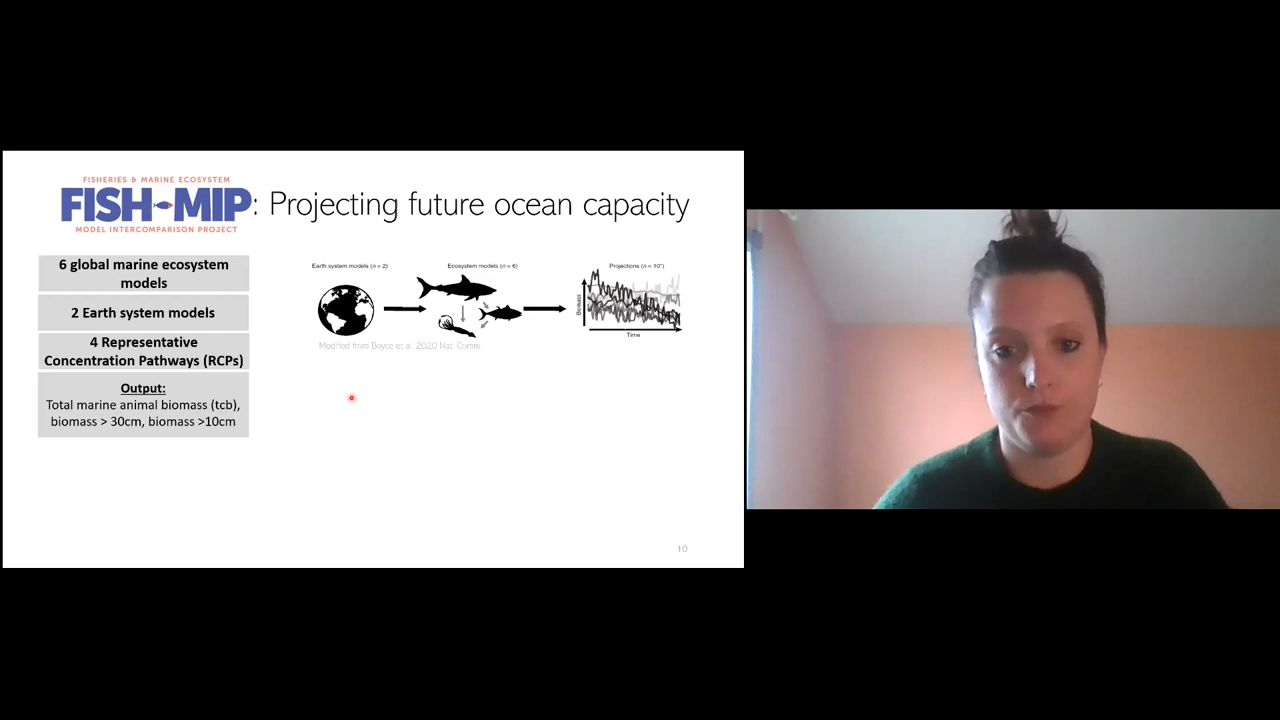 FISHERIES & MARINE ECOSYSTEM
FISH-MIP: Projecting future ocean capacity
MODEL INTERCOMPARISON PROJECT
6 global marine ecosystem
models
2 Earth system models
4 Representative
Concentration Pathways (RCPs)
Output:
Total marine animal biomass (tcb),
biomass > 30cm, biomass >10cm
Earth system models (n = 2)
Ecosystem models (n = 6)
Projections (n = 10*)
Biomass
Time
Modified from Boyce et al. 2020 Nat. Comm.
10